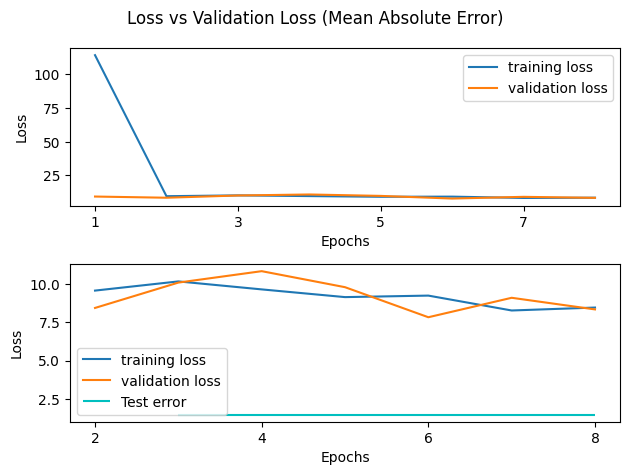 Loss vs Validation Loss (Mean Absolute Error)
100
75
50
25
Loss
training loss
validation loss
1
3
5
7
Epochs
10.0
7.5
5.0
2.5
Loss
training loss
validation loss
Test error
2
4
6
8
Epochs